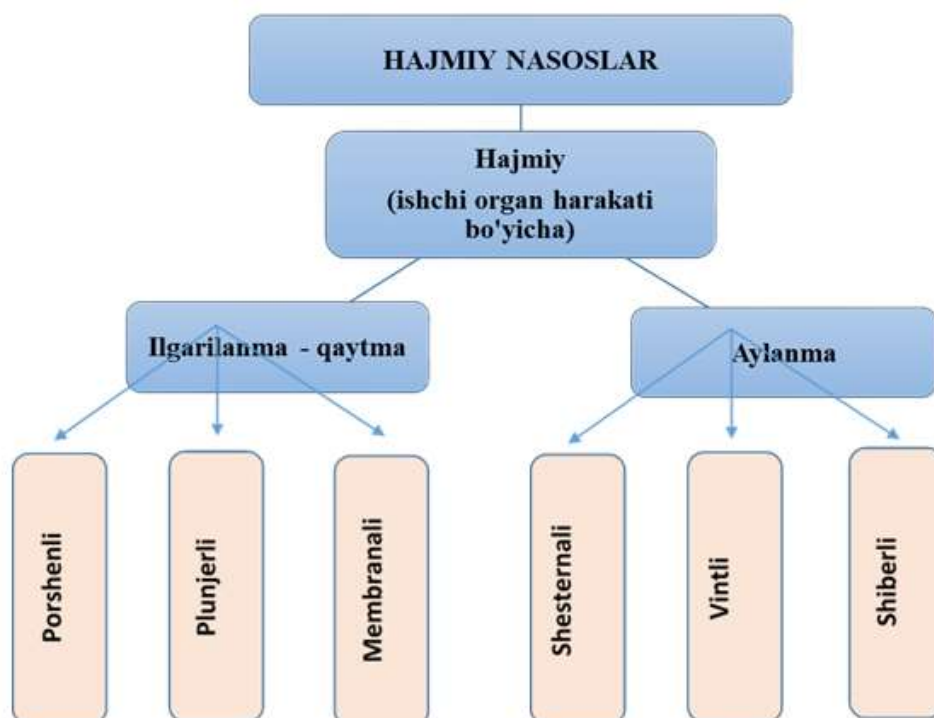 HAJMIY NASOSLAR
Hajmiy
(ishchi organ harakati
bo'yicha)
Ilgarilanma - qaytma
Aylanma
Porshenli
Plunjerli
Membranali
Shesternali
Vintli
Shiberli